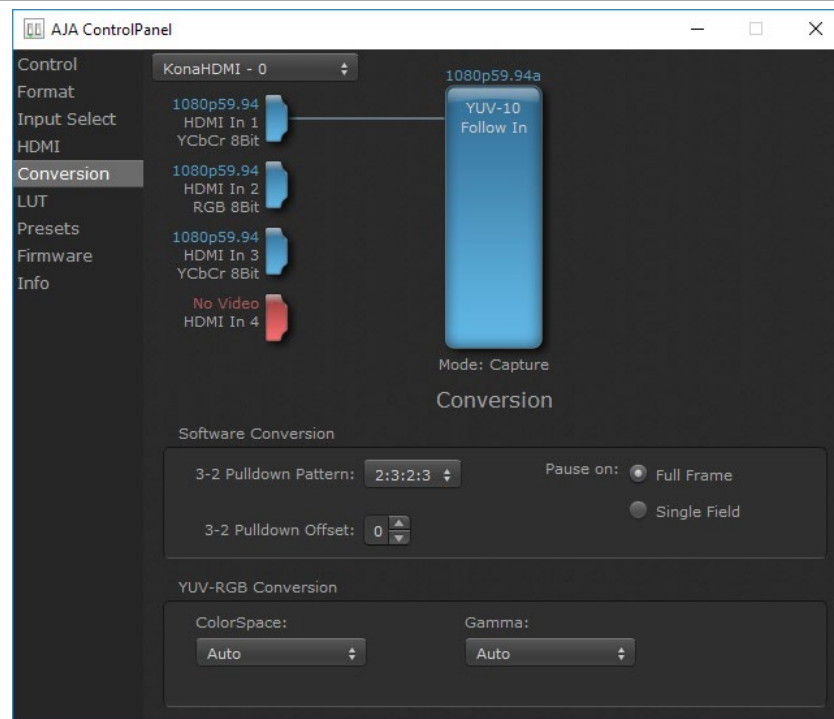 AJA ControlPanel
Control
Format
Input Select
HDMI
Conversion
LUT
Presets
Firmware
Info
KonaHDMI - 0
1080p59.94
HDMI In 1
YCbCr 8Bit
1080p59.94
HDMI In 2
RGB 8Bit
1080p59.94
HDMI In 3
YCbCr 8Bit
No Video
HDMI In 4
1080p59.94a
YUV-10
Follow In
Mode: Capture
Conversion
Software Conversion
3-2 Pulldown Pattern: 2:3:2:3
Pause on: Full Frame
Single Field
3-2 Pulldown Offset: 0
YUV-RGB Conversion
ColorSpace: Gamma:
Auto Auto